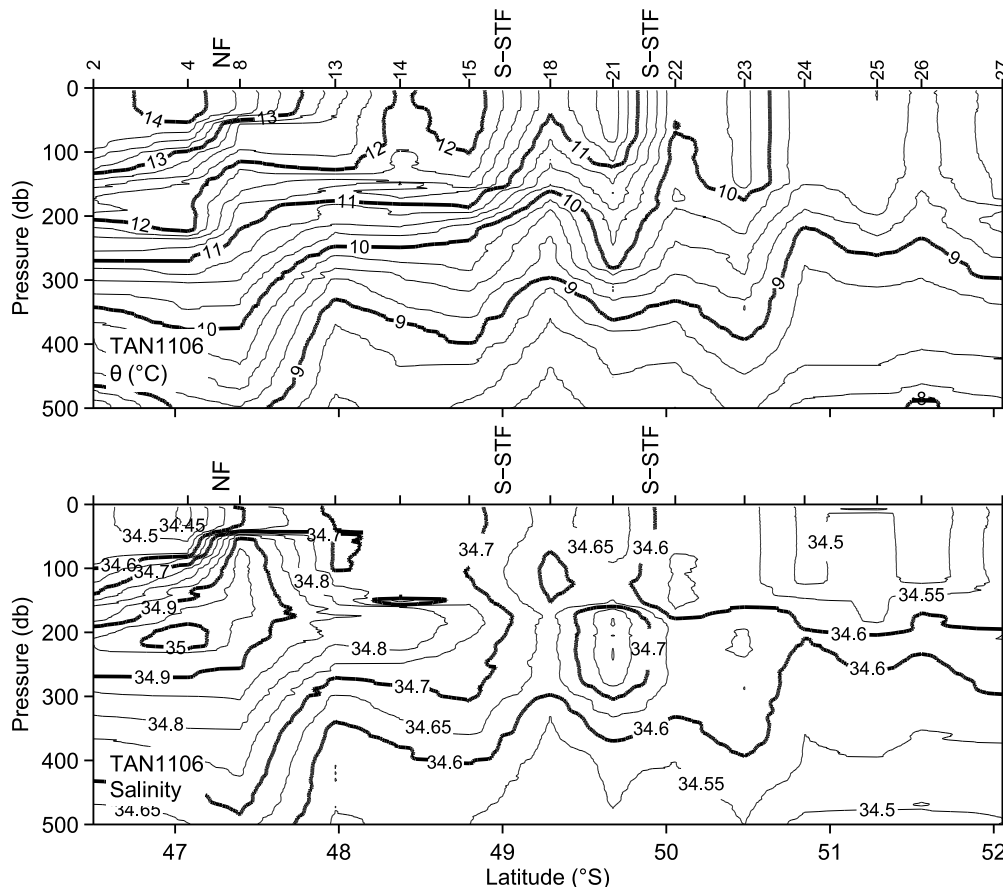 NF S-STF S-STF
2 4 8 13 14 15 18 21 22 23 24 25 26 27
0
100
200
300
400
500
Pressure (db)
14 13 12 12 11
13 10
12 11 10
11 10 9
10 9 9 9
9
8
TAN1106
θ (°C)
NF S-STF S-STF
0
100
200
300
400
500
Pressure (db)
34.45
34.5 34.7 34.7 34.65 34.6 34.5
34.6
34.7 34.8 34.55
34.9
35 34.8 34.7 34.6
34.9 34.7 34.6
34.8 34.65 34.6
34.6 34.55
34.65 34.5
TAN1106
Salinity
47 48 49 50 51 52
Latitude (°S)